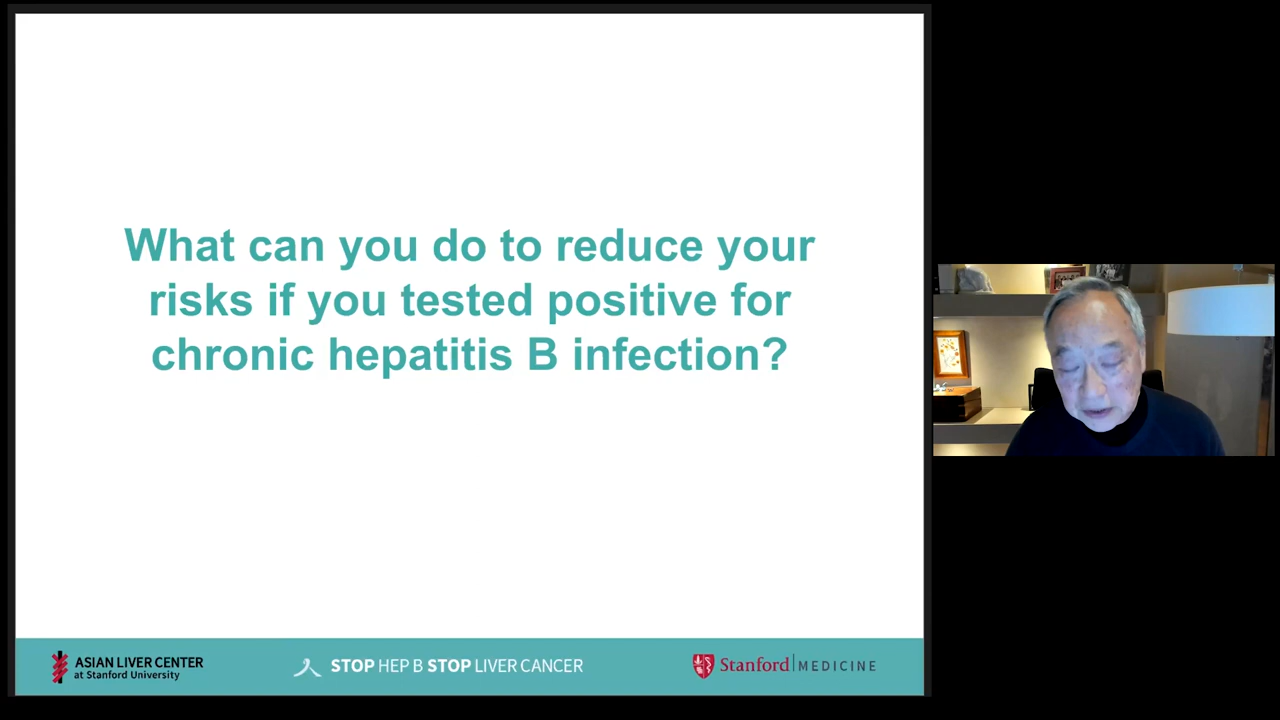 What can you do to reduce your
risks if you tested positive for
chronic hepatitis B infection?
ASIAN LIVER CENTER
at Stanford University
STOP HEP B STOP LIVER CANCER
Stanford MEDICINE